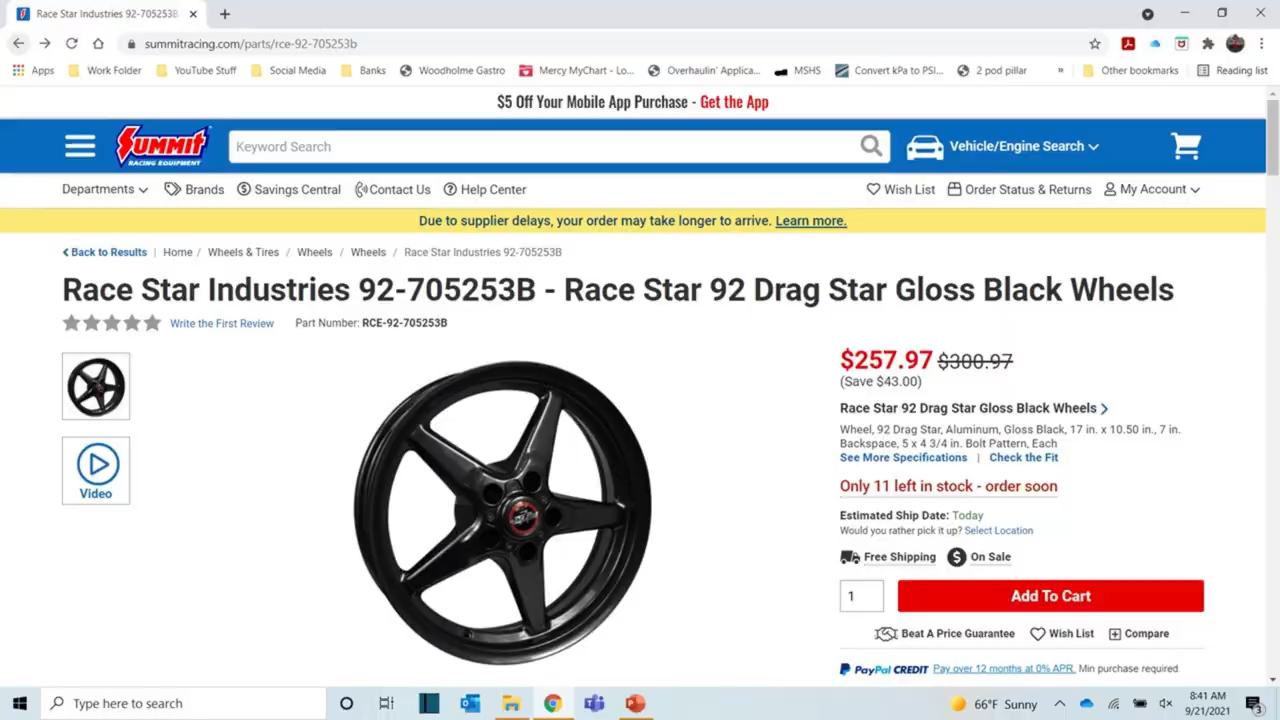 Race Star Industries 92-705253B
summitracing.com/parts/rce-92-705253b
Apps Work Folder YouTube Stuff Social Media Banks Woodholme Gastro Mercy MyChart - Lo... Overhaulin' Applica... MSHS Convert kPa to PSI... 2 pod pillar » Other bookmarks Reading list
$5 Off Your Mobile App Purchase - Get the App
SUMMIT
RACING EQUIPMENT
Keyword Search
Vehicle/Engine Search
Departments Brands Savings Central Contact Us Help Center Wish List Order Status & Returns My Account
Due to supplier delays, your order may take longer to arrive. Learn more.
Back to Results | Home / Wheels & Tires / Wheels / Wheels / Race Star Industries 92-705253B
Race Star Industries 92-705253B - Race Star 92 Drag Star Gloss Black Wheels
Write the First Review Part Number: RCE-92-705253B
$257.97 $300.97
(Save $43.00)
Race Star 92 Drag Star Gloss Black Wheels
Wheel, 92 Drag Star, Aluminum, Gloss Black, 17 in. x 10.50 in., 7 in.
Backspace, 5 x 4 3/4 in. Bolt Pattern, Each
See More Specifications | Check the Fit
Video
Only 11 left in stock - order soon
Estimated Ship Date: Today
Would you rather pick it up? Select Location
Free Shipping $ On Sale
1 Add To Cart
Beat A Price Guarantee Wish List Compare
PayPal CREDIT Pay over 12 months at 0% APR. Min purchase required.
Type here to search
66°F Sunny
8:41 AM
9/21/2021
3